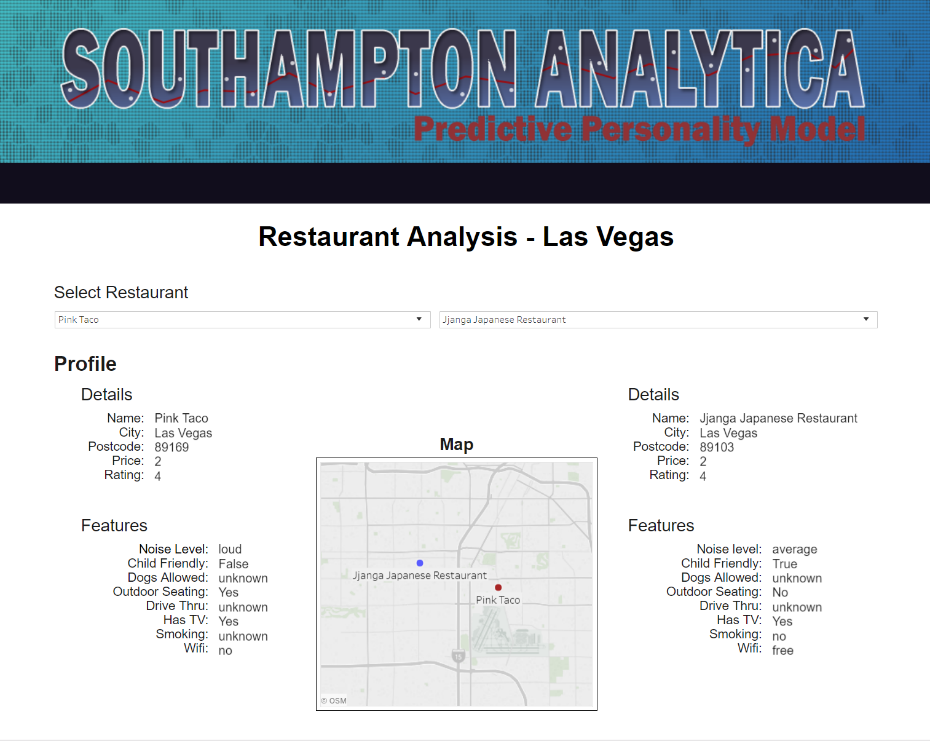 SOUTHAMPTON ANALYTICA
Predictive Personality Model
Restaurant Analysis - Las Vegas
Select Restaurant
Pink Taco
Jjanga Japanese Restaurant
Profile
Details
Name: Pink Taco
City: Las Vegas
Postcode: 89169
Price: 2
Rating: 4
Features
Noise Level: loud
Child Friendly: False
Dogs Allowed: unknown
Outdoor Seating: Yes
Drive Thru: unknown
Has TV: Yes
Smoking: unknown
Wifi: no
Map
Jjanga Japanese Restaurant
Pink Taco
15
© OSM
Details
Name: Jjanga Japanese Restaurant
City: Las Vegas
Postcode: 89103
Price: 2
Rating: 4
Features
Noise level: average
Child Friendly: True
Dogs Allowed: unknown
Outdoor Seating: No
Drive Thru: unknown
Has TV: Yes
Smoking: no
Wifi: free